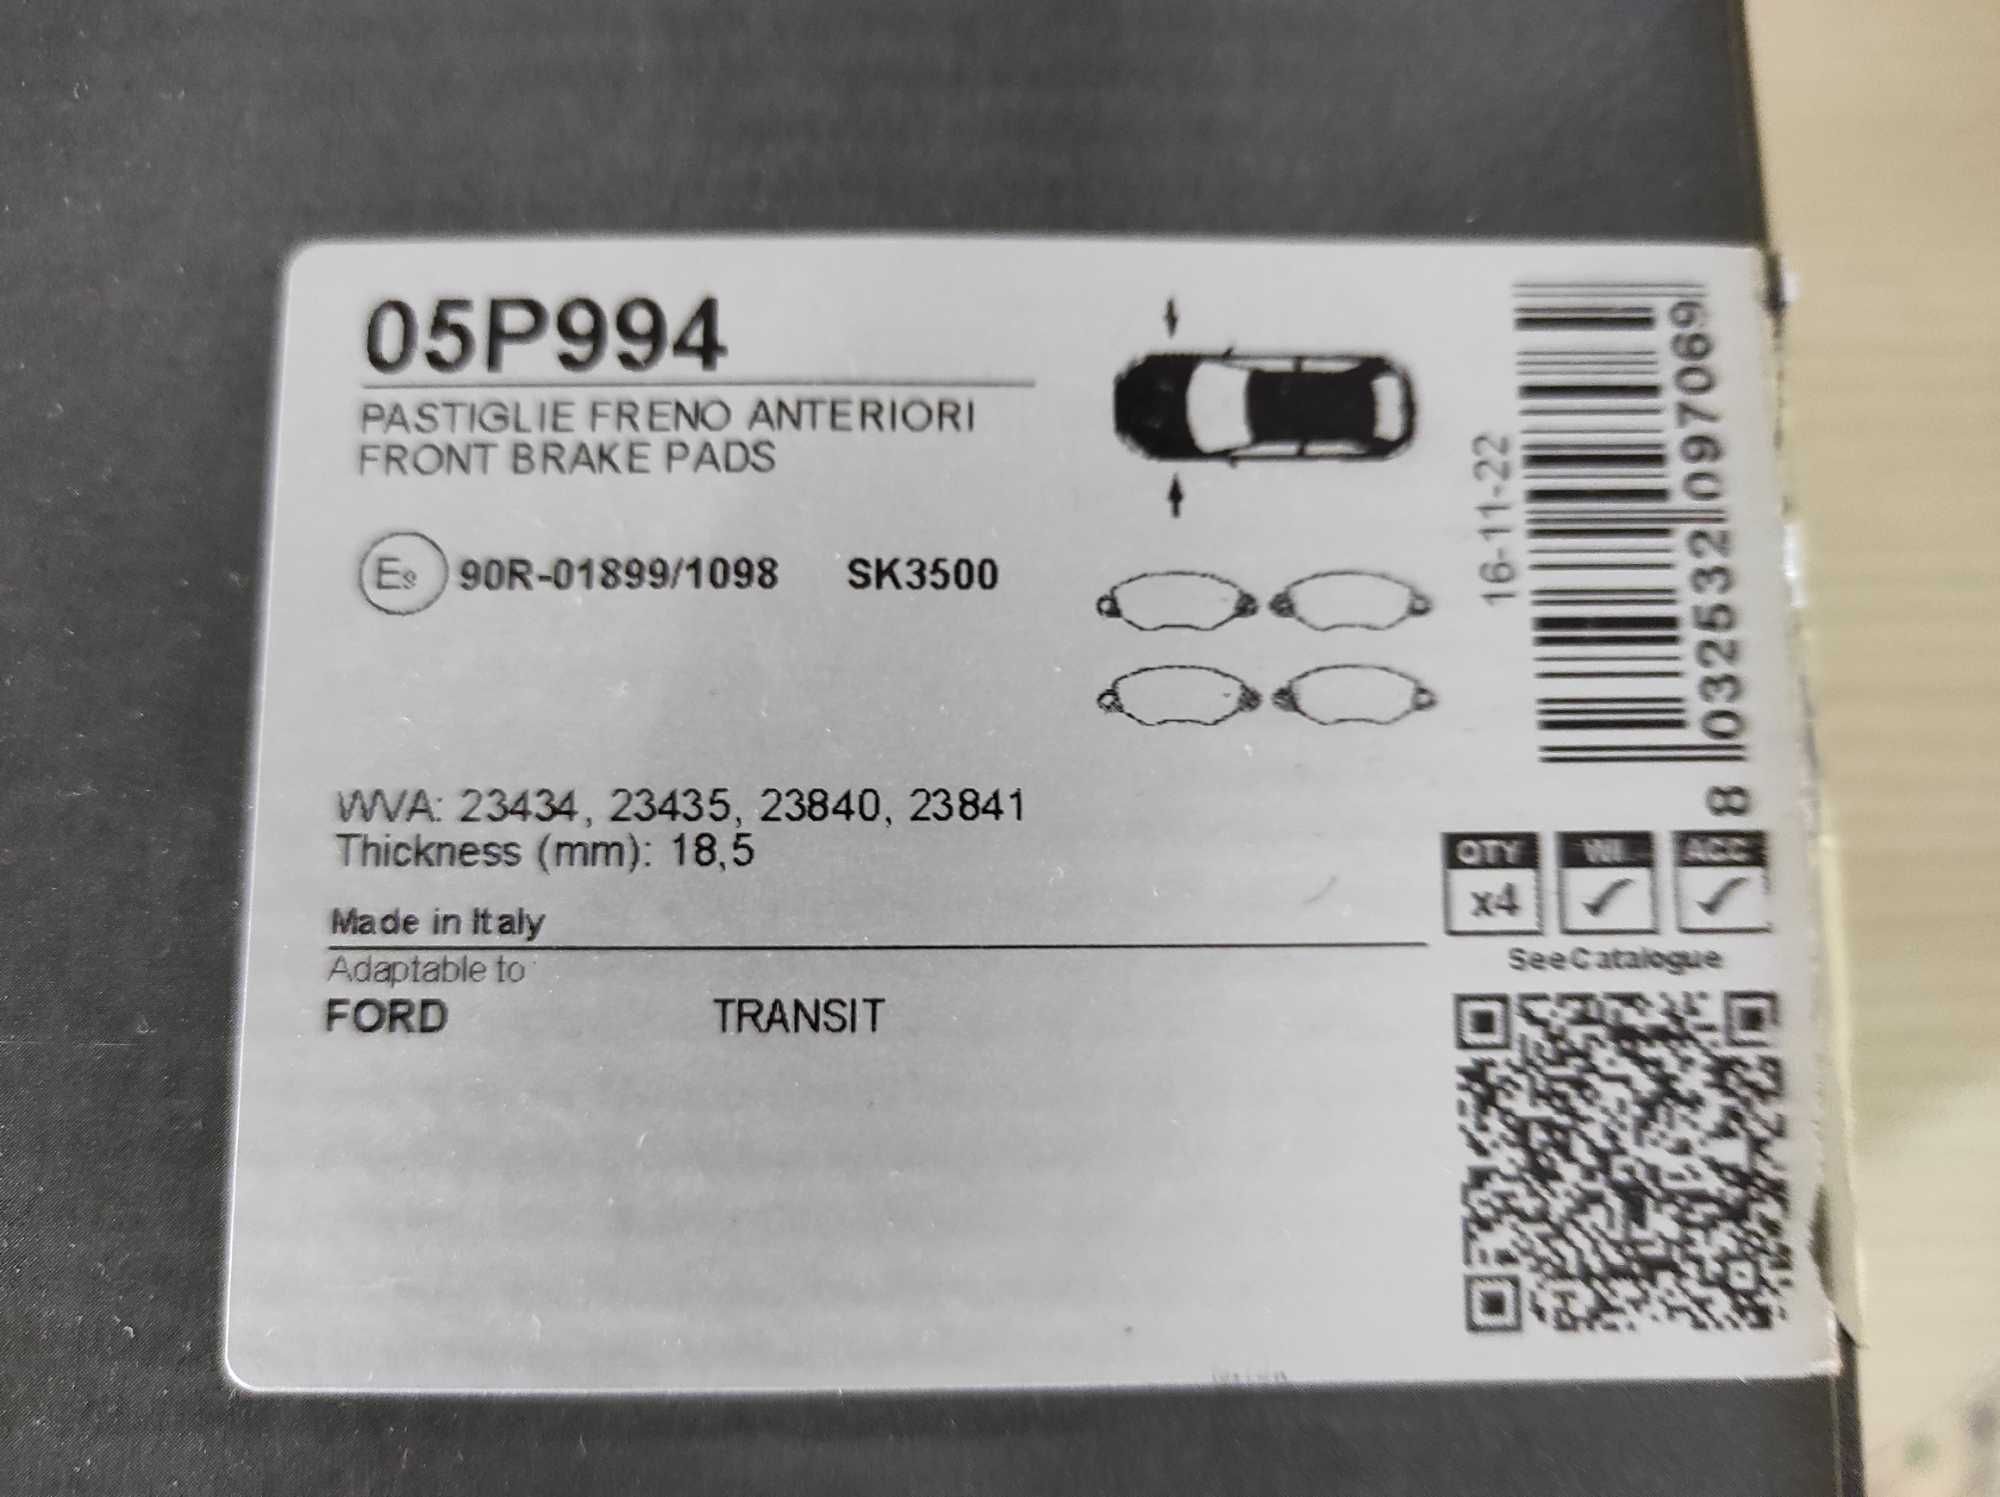 05P994
PASTIGLIE FRENO ANTERIORI
FRONT BRAKE PADS
E9 90R-01899/1098 SK3500
WVA: 23434, 23435, 23840, 23841
Thickness (mm): 18,5
Made in Italy
Adaptable to
FORD TRANSIT
16-11-22
8 032532 097069
QTY WI ACC
x4
See Catalogue